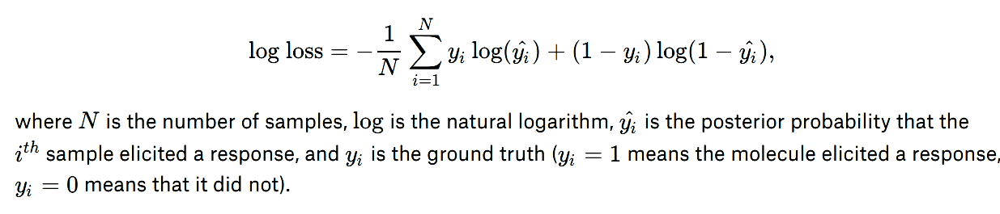 log loss = −\frac{1}{N} \sum_{i=1}^{N} y_i log(\hat{y_i}) + (1 − y_i) log(1 − \hat{y_i}),
where N is the number of samples, log is the natural logarithm, \hat{y_i} is the posterior probability that the
i^{th} sample elicited a response, and y_i is the ground truth (y_i = 1 means the molecule elicited a response,
y_i = 0 means that it did not).